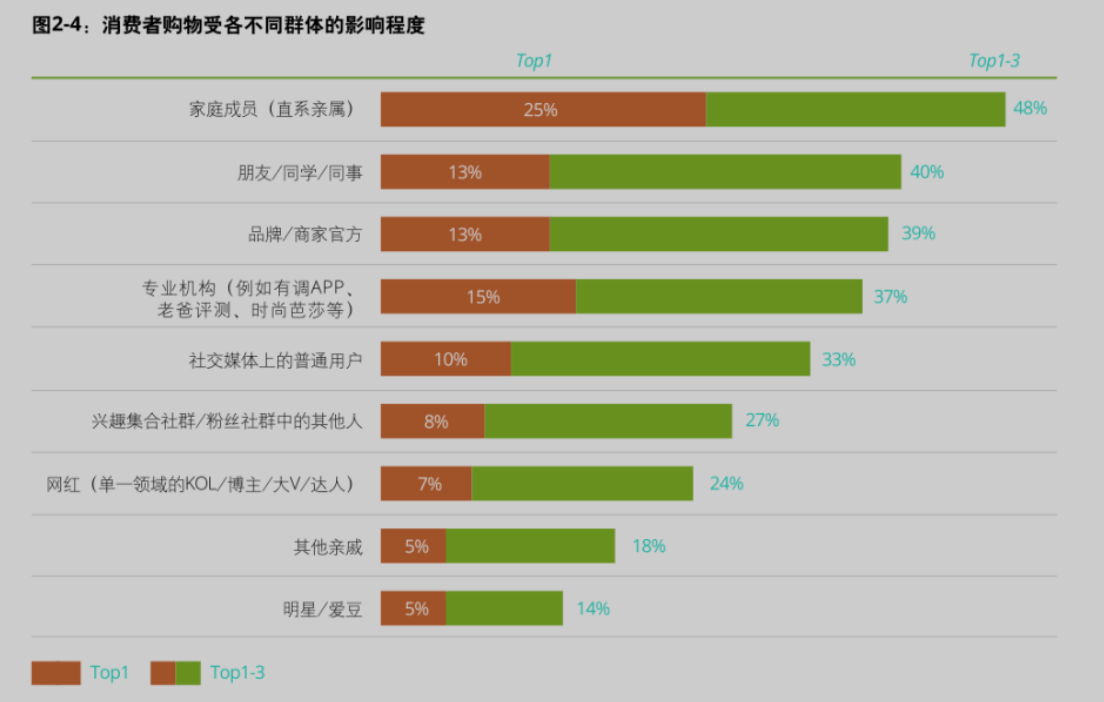 图2-4：消费者购物受各不同群体的影响程度
Top1 Top1-3
家庭成员（直系亲属） 25% 48%
朋友/同学/同事 13% 40%
品牌/商家官方 13% 39%
专业机构（例如有调APP、
老爸评测、时尚芭莎等） 15% 37%
社交媒体上的普通用户 10% 33%
兴趣集合社群/粉丝社群中的其他人 8% 27%
网红（单一领域的KOL/博主/大V/达人） 7% 24%
其他亲戚 5% 18%
明星/爱豆 5% 14%
Top1 Top1-3